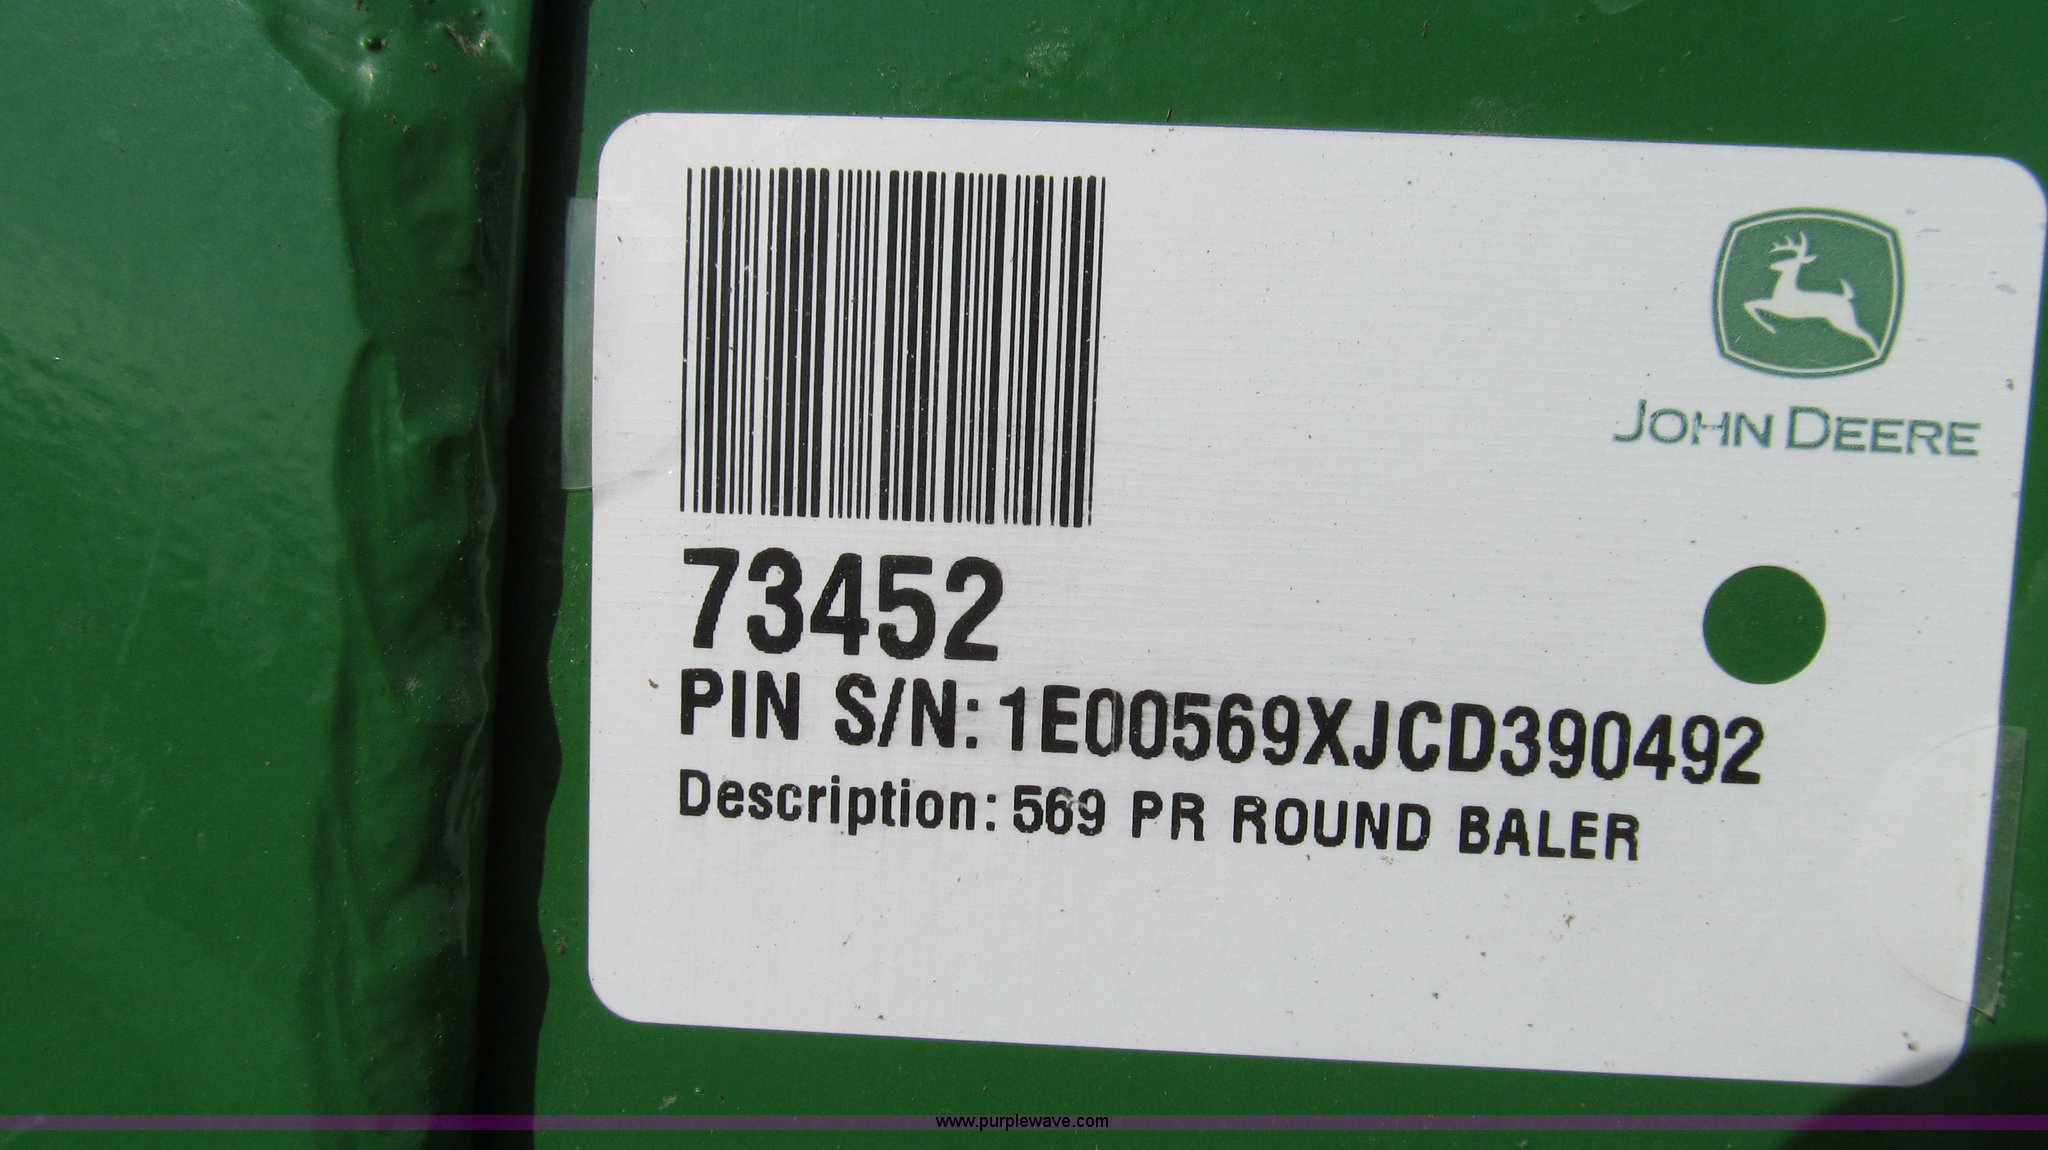 JOHN DEERE
73452
PIN S/N: 1E00569XJCD390492
Description: 569 PR ROUND BALER
www.purplewave.com